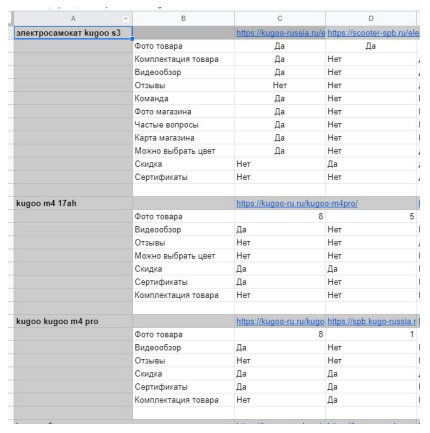 A B C D
электросамокат kugoo s3 https://kugoo-russia.ru/e https://scooter-spb.ru/ele
Фото товара Да Да
Комплектация товара Да Нет
Видеообзор Да Нет
Отзывы Нет Нет
Команда Да Нет
Фото магазина Да Нет
Частые вопросы Да Нет
Карта магазина Да Нет
Можно выбрать цвет Да Нет
Скидка Нет Да
Сертификаты Нет Нет
kugoo m4 17ah https://kugoo-ru.ru/kugoo-m4pro/
Фото товара 8 5
Видеообзор Да Нет
Отзывы Нет Нет
Можно выбрать цвет Нет Нет
Скидка Да Да
Сертификаты Да Нет
Комплектация товара Нет Нет
kugoo kugoo m4 pro https://kugoo-ru.ru/kugo https://spb.kugo-russia.r
Фото товара 8 1
Видеообзор Да Нет
Отзывы Нет Нет
Скидка Да Да
Сертификаты Да Нет
Комплектация товара Нет Да